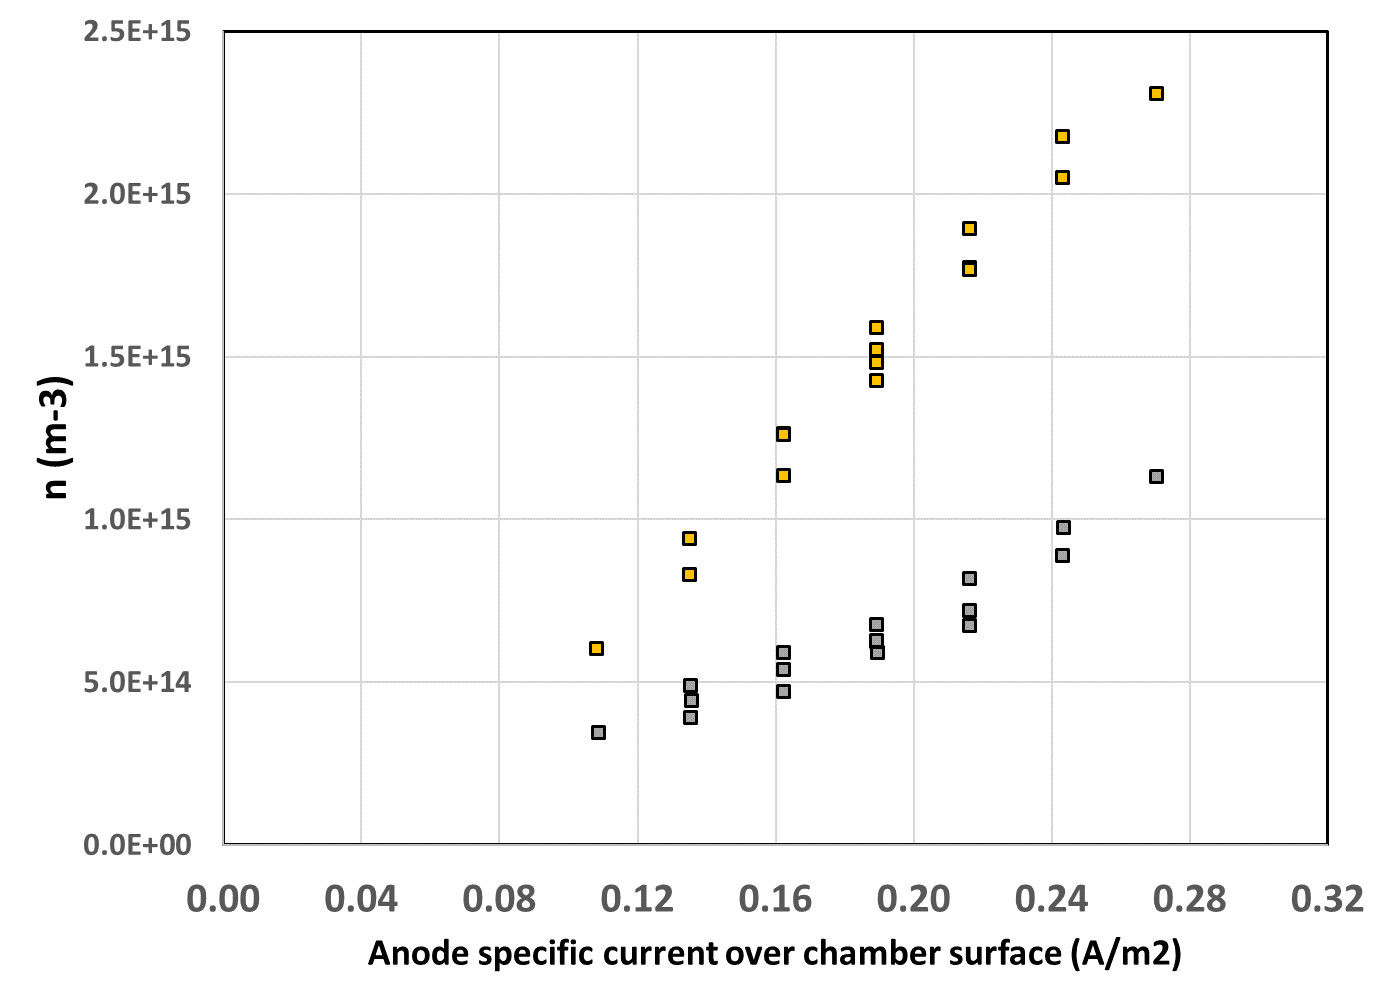 2.5E+15
2.0E+15
1.5E+15
1.0E+15
5.0E+14
0.0E+00
n (m-3)
0.00 0.04 0.08 0.12 0.16 0.20 0.24 0.28 0.32
Anode specific current over chamber surface (A/m2)